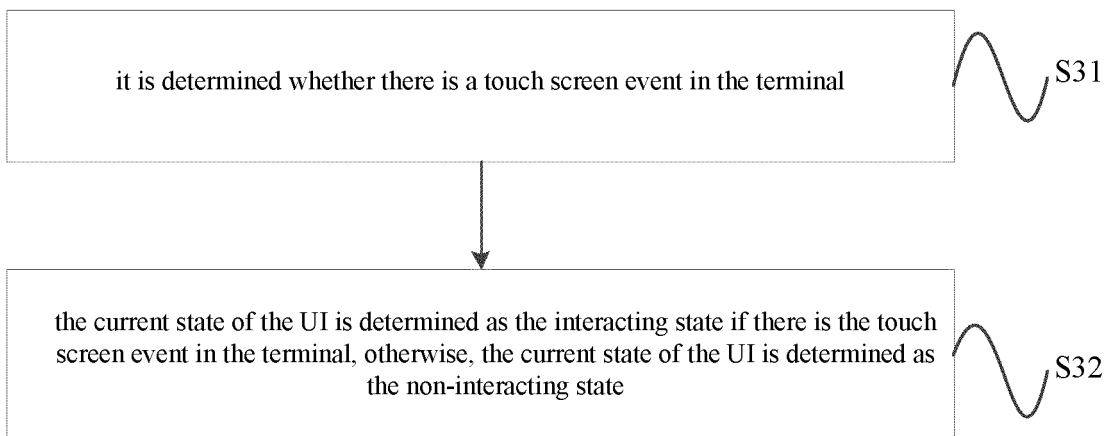 it is determined whether there is a touch screen event in the terminal
S31
the current state of the UI is determined as the interacting state if there is the touch
screen event in the terminal, otherwise, the current state of the UI is determined as
the non-interacting state
S32